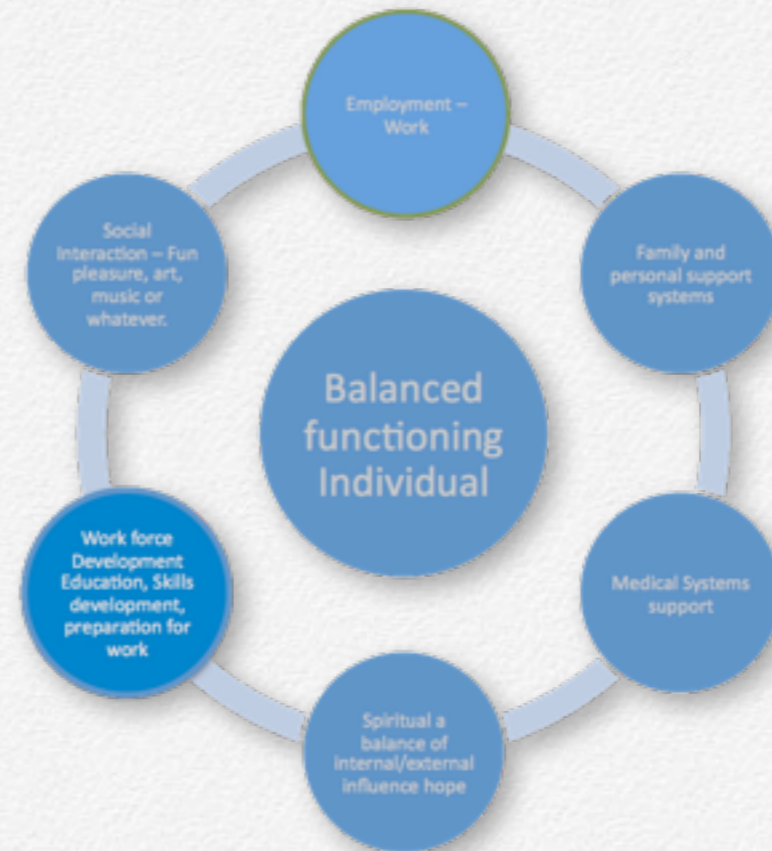 Employment –
Work
Family and
personal support
systems
Medical Systems
support
Spiritual a
balance of
internal/external
influence hope
Work force
Development
Education, Skills
development,
preparation for
work
Social
Interaction – Fun
pleasure, art,
music or
whatever.
Balanced
functioning
Individual